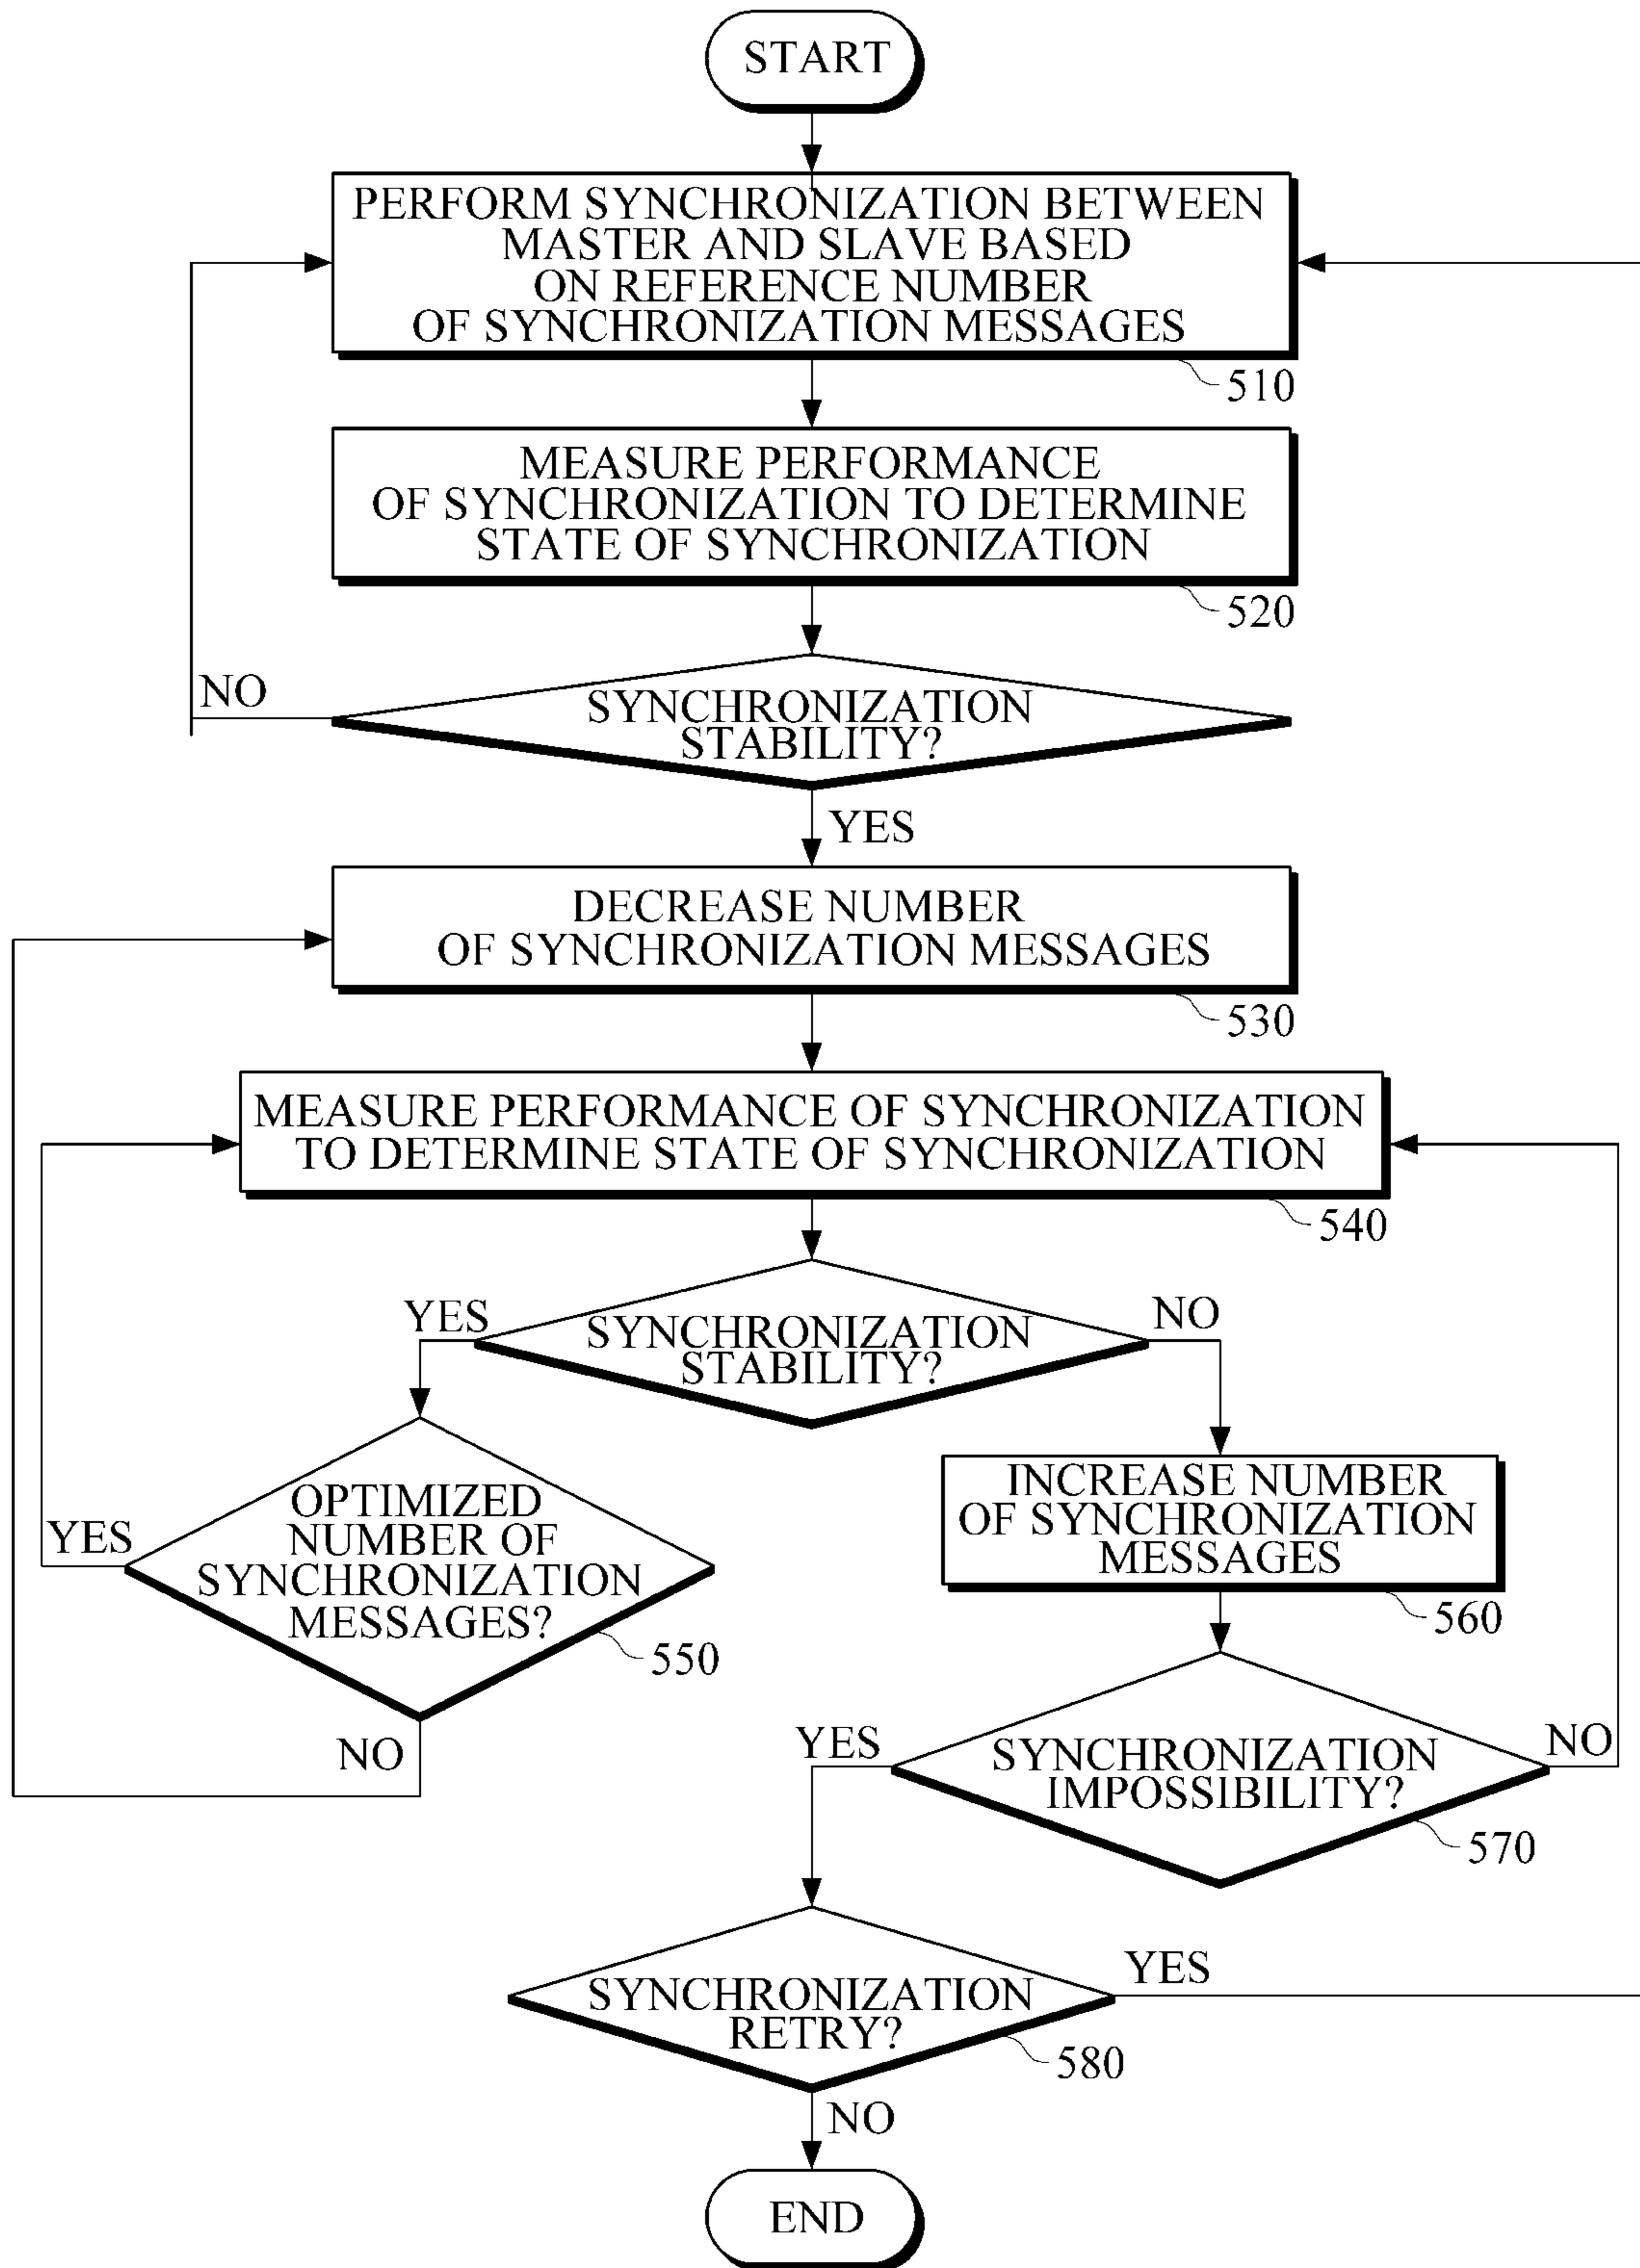 START
PERFORM SYNCHRONIZATION BETWEEN
MASTER AND SLAVE BASED
ON REFERENCE NUMBER
OF SYNCHRONIZATION MESSAGES
510
MEASURE PERFORMANCE
OF SYNCHRONIZATION TO DETERMINE
STATE OF SYNCHRONIZATION
520
NO
SYNCHRONIZATION
STABILITY?
YES
DECREASE NUMBER
OF SYNCHRONIZATION MESSAGES
530
MEASURE PERFORMANCE OF SYNCHRONIZATION
TO DETERMINE STATE OF SYNCHRONIZATION
540
YES
SYNCHRONIZATION
STABILITY?
NO
OPTIMIZED
NUMBER OF
SYNCHRONIZATION
MESSAGES?
YES
550
NO
INCREASE NUMBER
OF SYNCHRONIZATION
MESSAGES
560
YES
SYNCHRONIZATION
IMPOSSIBILITY?
NO
570
SYNCHRONIZATION
RETRY?
YES
580
NO
END